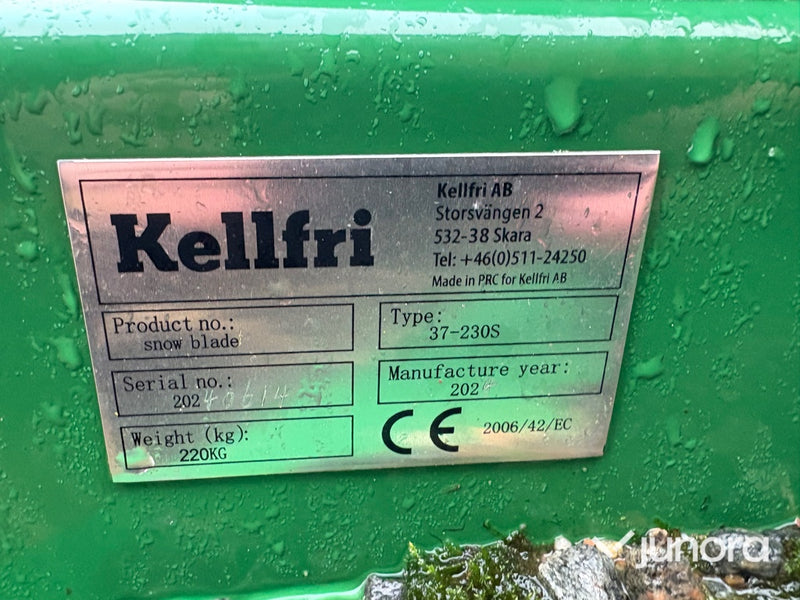 Kellfri
Kellfri AB
Storsvängen 2
532-38 Skara
Tel: +46(0)511-24250
Made in PRC for Kellfri AB
Product no.:
snow blade
Type:
37-230S
Serial no.:
202
Manufacture year:
2024
Weight (kg):
220KG
CE 2006/42/EC
junora